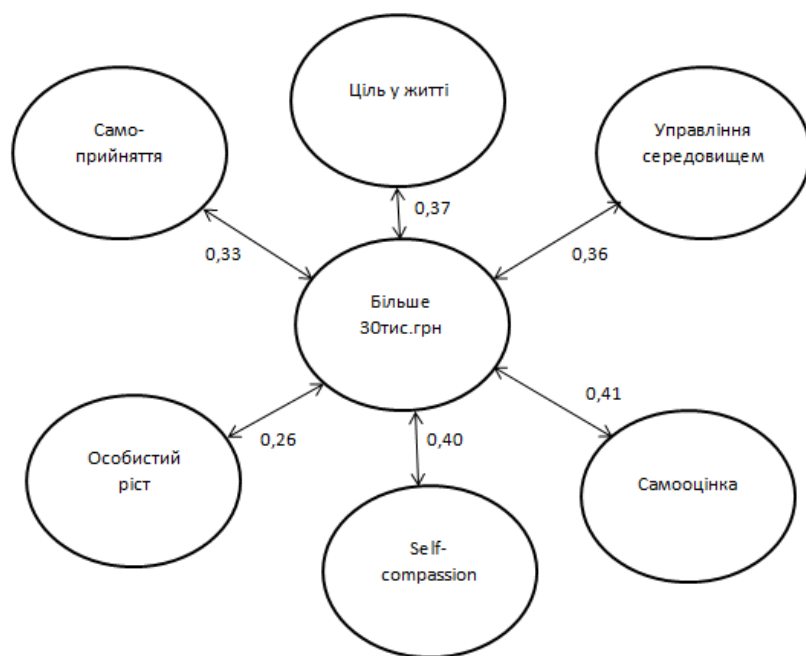 Ціль у житті
Само-
прийняття
Управління
середовищем
0,37
0,33
0,36
Більше
30тис.грн
0,41
0,26
0,40
Особистий
ріст
Самооцінка
Self-
compassion